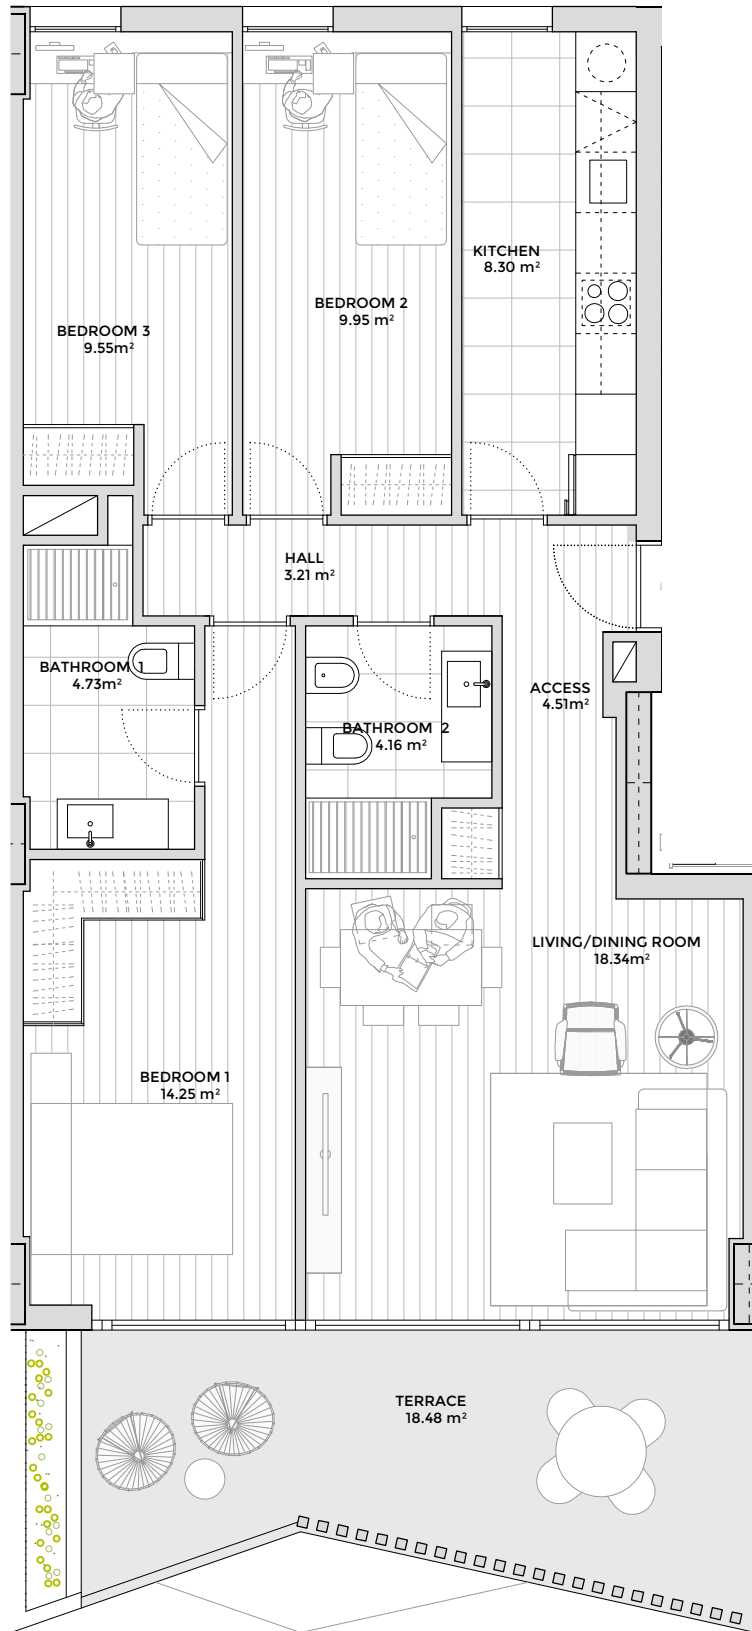 KITCHEN
8.30 m²
BEDROOM 2
9.95 m²
BEDROOM 3
9.55m²
HALL
3.21 m²
BATHROOM 1
4.73m²
ACCESS
4.51m²
BATHROOM 2
4.16 m²
LIVING/DINING ROOM
18.34m²
BEDROOM 1
14.25 m²
TERRACE
18.48 m²